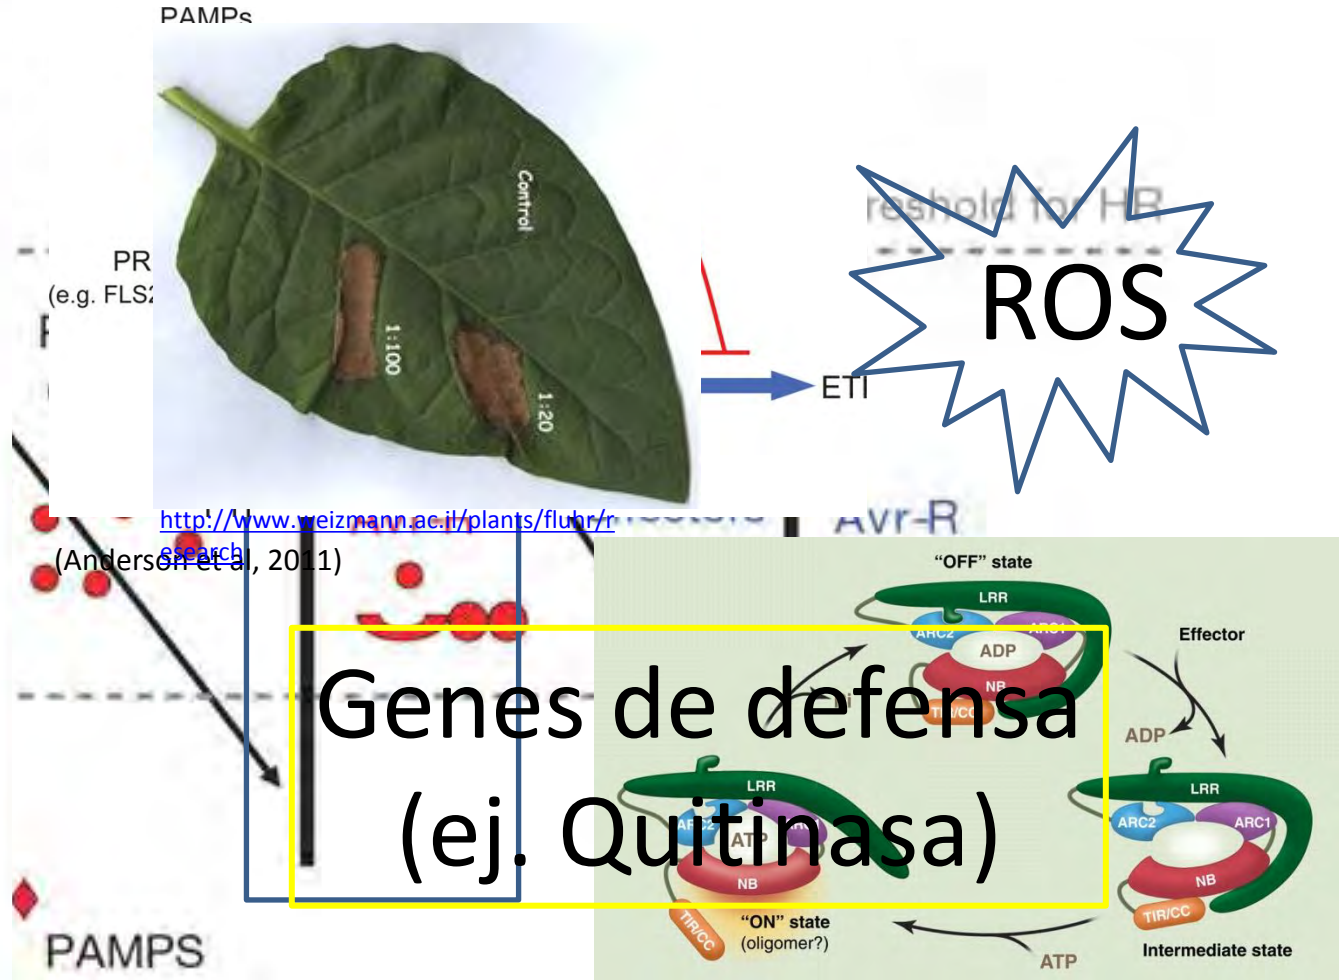 PAMPs
Control
reshold for HR
PR
(e.g. FLS2
ROS
1:100
1:20
ETI
http://www.weizmann.ac.il/plants/fluhr/r
esearch
Avr-R
(Anderson et al, 2011)
"OFF" state
LRR
ARC2
ARC1
ADP
NB
TIR/CC
Effector
ADP
Genes de defensa
(ej. Quitinasa)
LRR
ARC2
ARC1
ATP
NB
TIR/CC
"ON" state
(oligomer?)
LRR
ARC2
ARC1
NB
TIR/CC
Intermediate state
ATP
PAMPS